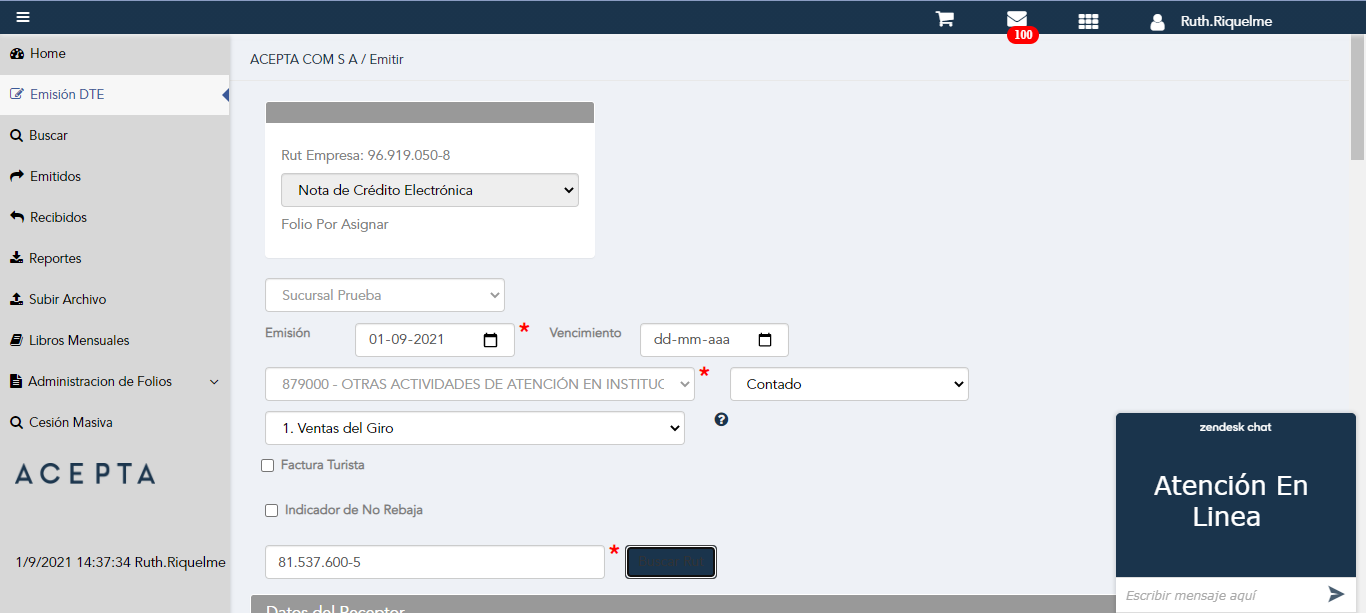 100
Ruth.Riquelme
Home
Emisión DTE
Buscar
Emitidos
Recibidos
Reportes
Subir Archivo
Libros Mensuales
Administracion de Folios
Cesión Masiva
ACEPTA
1/9/2021 14:37:34 Ruth.Riquelme
ACEPTA COM S A / Emitir
Rut Empresa: 96.919.050-8
Nota de Crédito Electrónica
Folio Por Asignar
Sucursal Prueba
Emisión
01-09-2021
*
Vencimiento
dd-mm-aaa
879000 - OTRAS ACTIVIDADES DE ATENCIÓN EN INSTITUC
*
Contado
1. Ventas del Giro
?
Factura Turista
Indicador de No Rebaja
81.537.600-5
*
Datos del Receptor
zendesk chat
Atención En
Linea
Escribir mensaje aquí